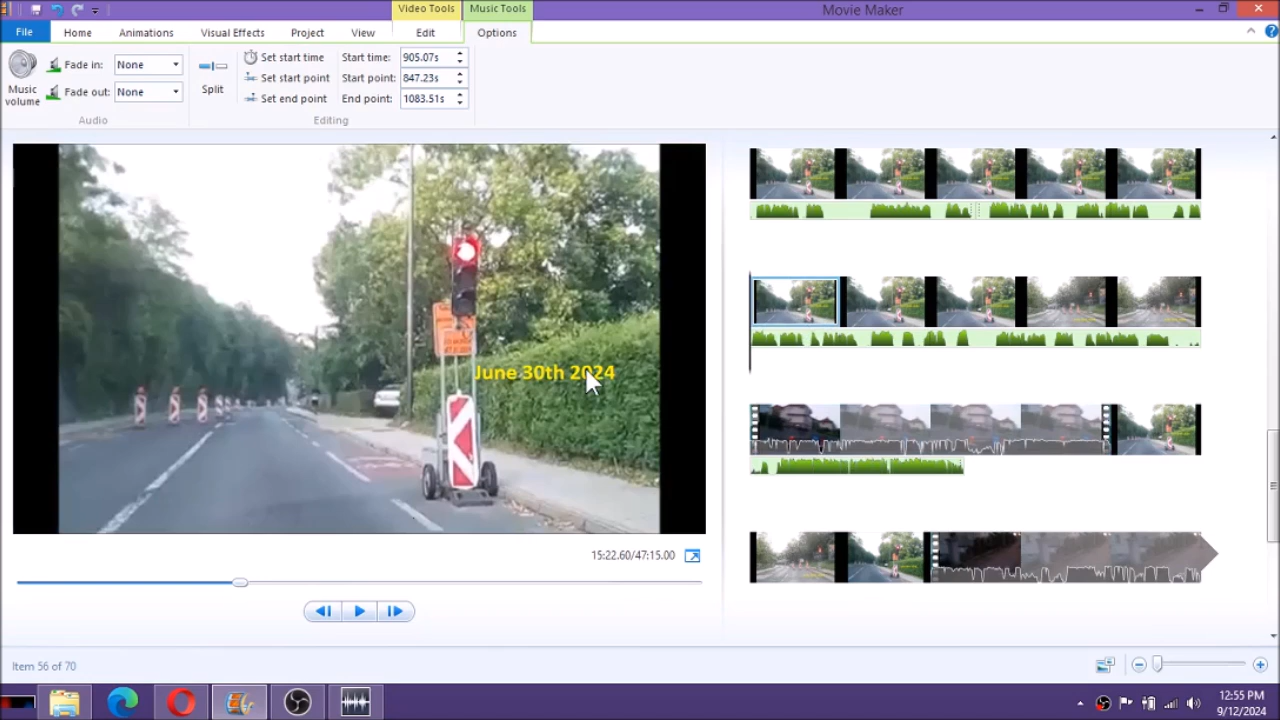 Video Tools
Music Tools
Movie Maker
File
Home
Animations
Visual Effects
Project
View
Edit
Options
Music
volume
Fade in:
None
Fade out:
None
Audio
Split
Set start time
Set start point
Set end point
Start time:
905.07s
Start point:
847.23s
End point:
1083.51s
Editing
June 30th 2024
15:22.60/47:15.00
Item 56 of 70
12:55 PM
9/12/2024